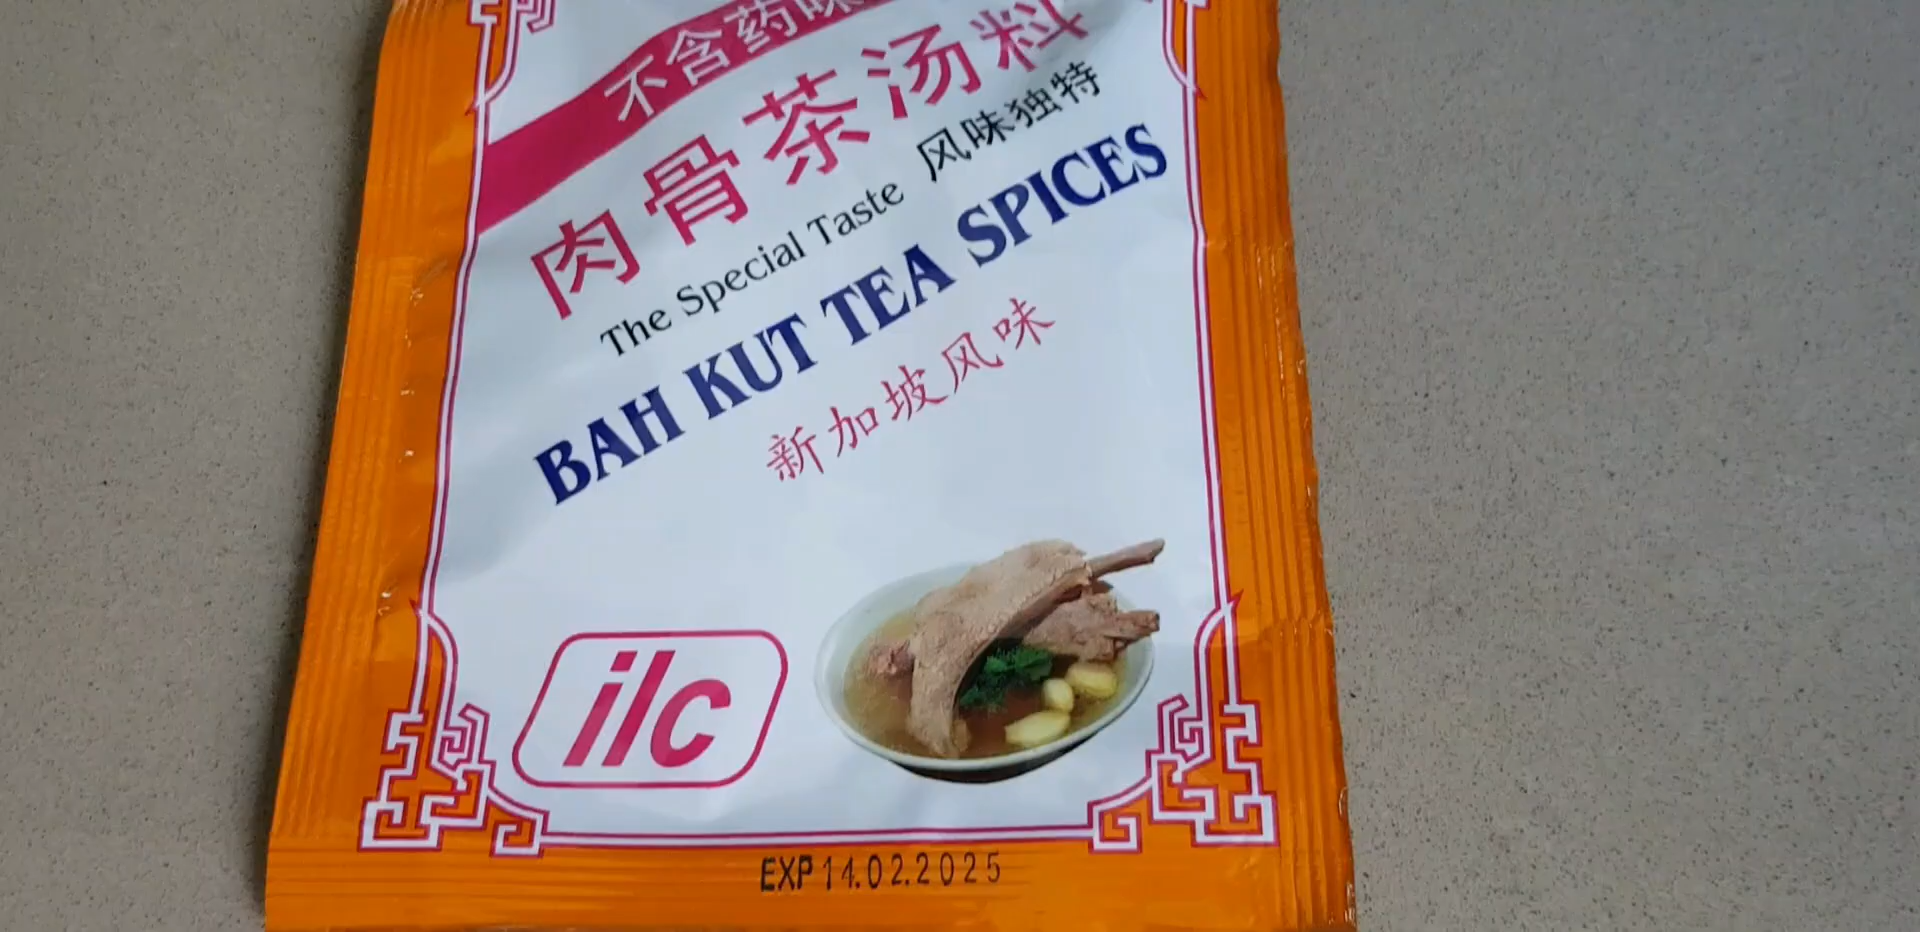 不含药味
肉骨茶汤料
The Special Taste 风味独特
BAH KUT TEA SPICES
新加坡风味
ilc
EXP 14.02.2025